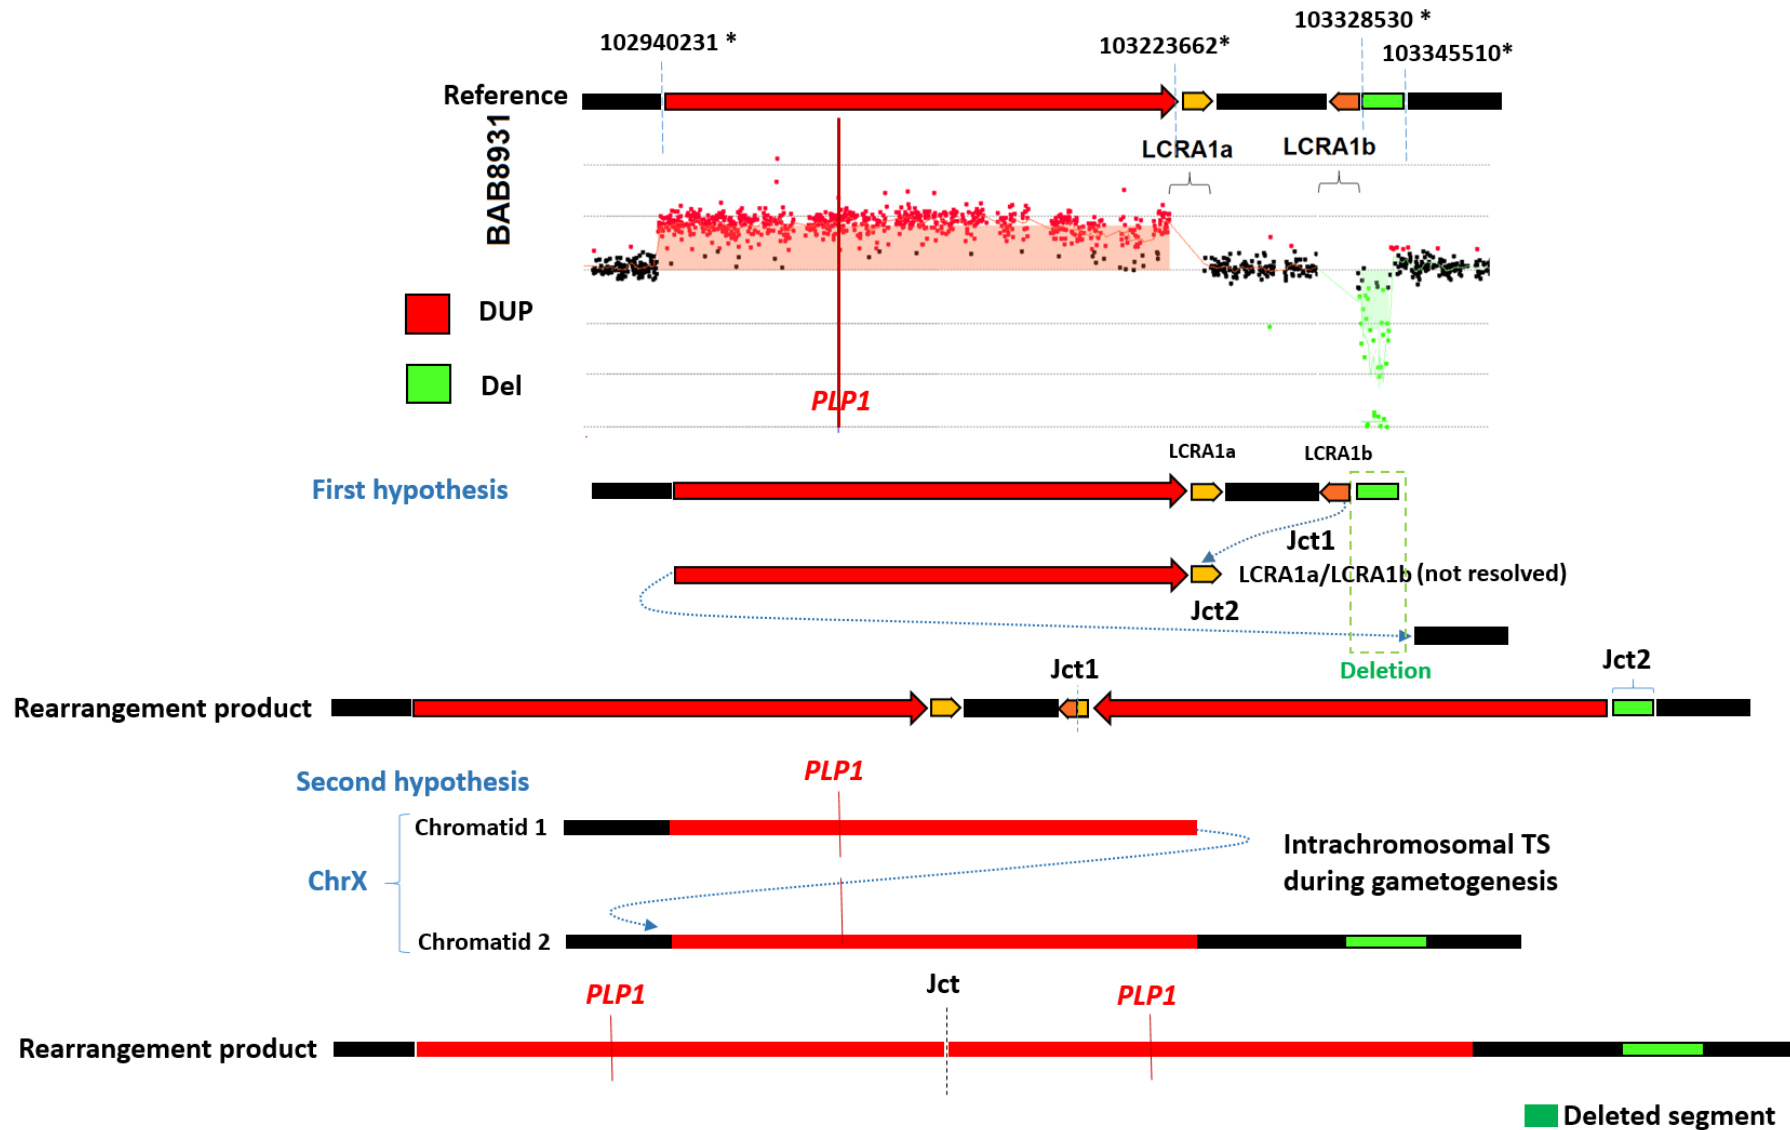 102940231 *
103223662*
103328530 *
103345510*
Reference
BAB8931
LCRA1a
LCRA1b
DUP
Del
PLP1
LCRA1a
LCRA1b
First hypothesis
Jct1
LCRA1a/LCRA1b (not resolved)
Jct2
Deletion
Jct1
Jct2
Rearrangement product
Second hypothesis
PLP1
Chromatid 1
Intrachromosomal TS
during gametogenesis
ChrX
Chromatid 2
Jct
PLP1
PLP1
Rearrangement product
Deleted segment